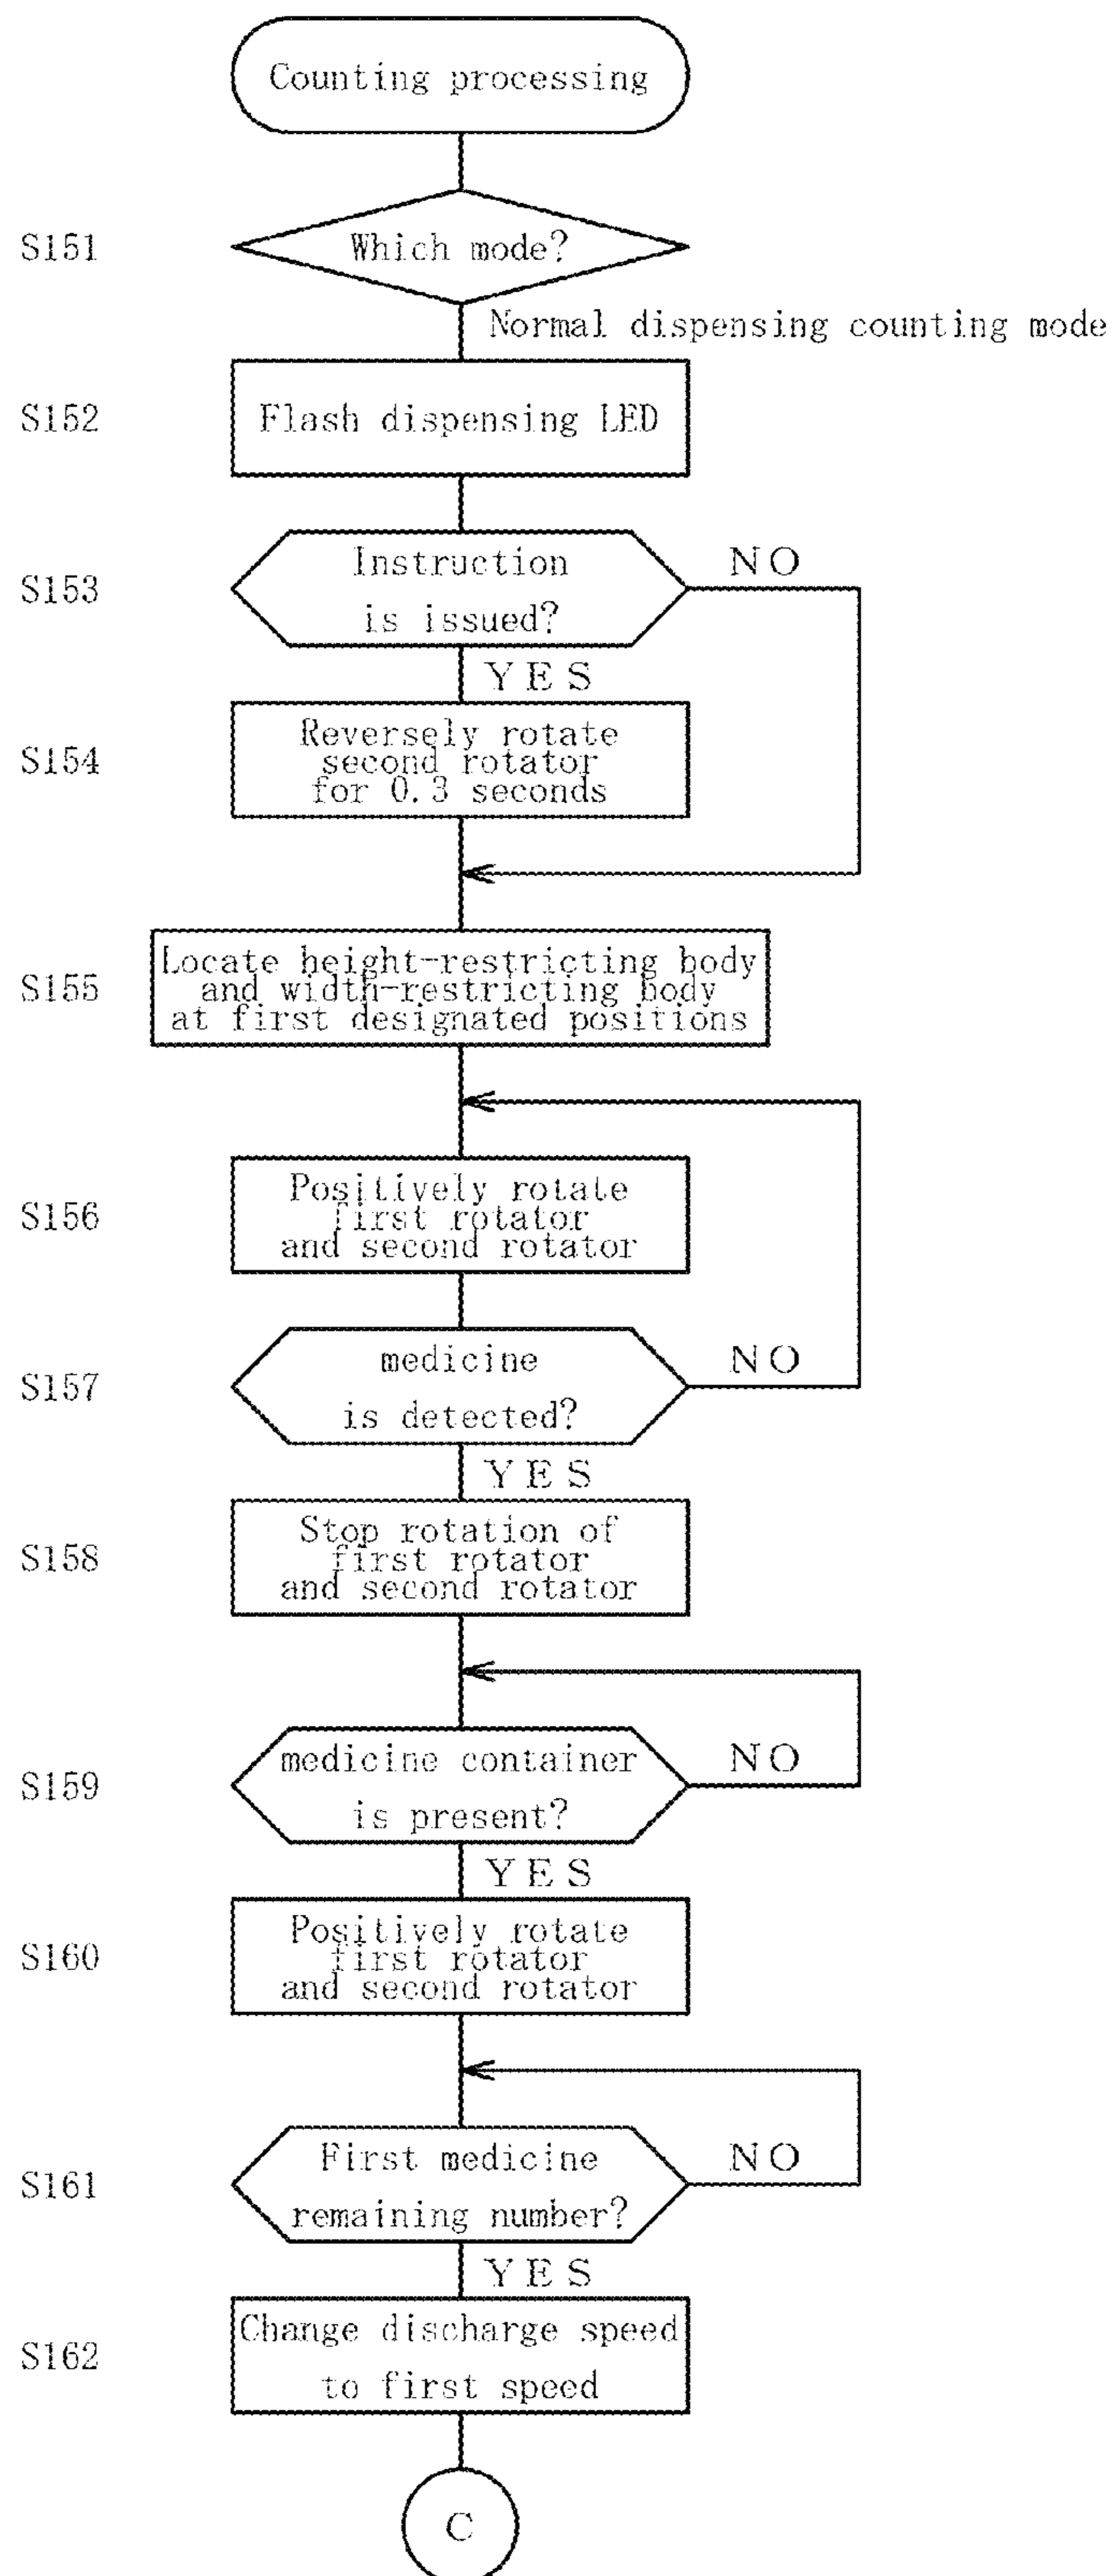 Counting processing
S151
Which mode?
Normal dispensing counting mode
S152
Flash dispensing LED
S153
Instruction
is issued?
NO
YES
S154
Reversely rotate
second rotator
for 0.3 seconds
S155
Locate height-restricting body
and width-restricting body
at first designated positions
S156
Positively rotate
first rotator
and second rotator
S157
medicine
is detected?
NO
YES
S158
Stop rotation of
first rotator
and second rotator
S159
medicine container
is present?
NO
YES
S160
Positively rotate
first rotator
and second rotator
S161
First medicine
remaining number?
NO
YES
S162
Change discharge speed
to first speed
C